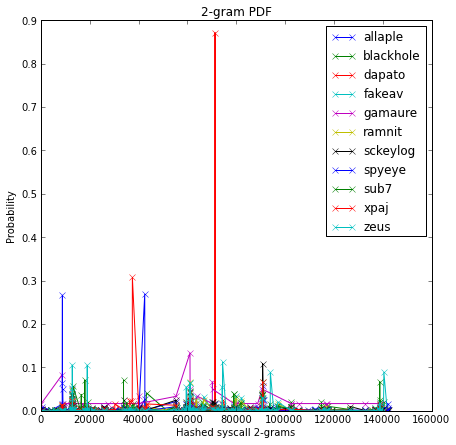 2-gram PDF
0.9
0.8
0.7
0.6
0.5
0.4
0.3
0.2
0.1
0.0
Probability
allaple
blackhole
dapato
fakeav
gamaure
ramnit
sckeylog
spyeye
sub7
xpaj
zeus
0 20000 40000 60000 80000 100000 120000 140000 160000
Hashed syscall 2-grams